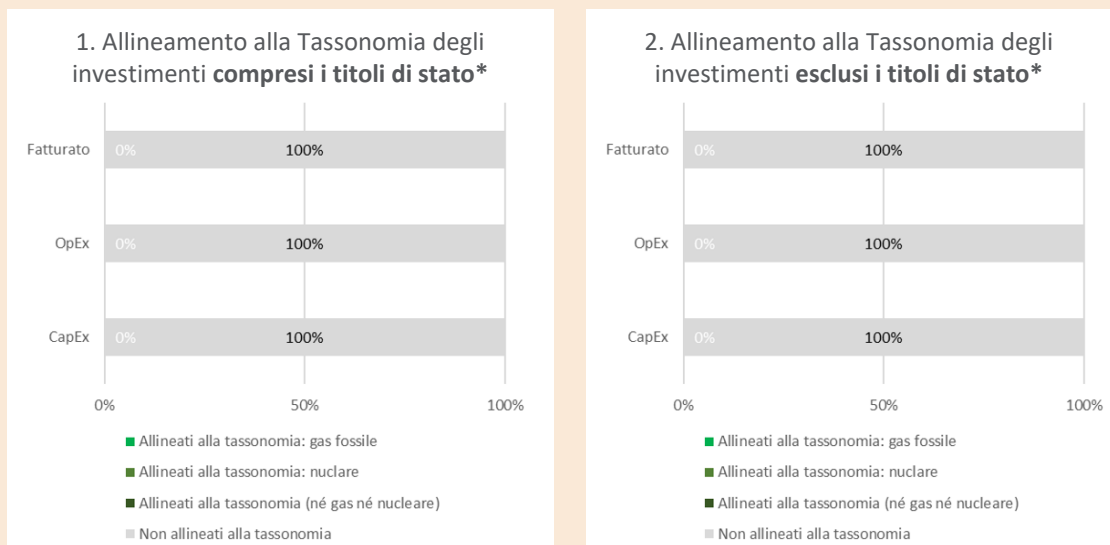 1. Allineamento alla Tassonomia degli
investimenti compresi i titoli di stato*
Fatturato
0%
100%
OpEx
0%
100%
CapEx
0%
100%
0%
50%
100%
Allineati alla tassonomia: gas fossile
Allineati alla tassonomia: nuclare
Allineati alla tassonomia (né gas né nucleare)
Non allineati alla tassonomia
2. Allineamento alla Tassonomia degli
investimenti esclusi i titoli di stato*
Fatturato
0%
100%
OpEx
0%
100%
CapEx
0%
100%
0%
50%
100%
Allineati alla tassonomia: gas fossile
Allineati alla tassonomia: nuclare
Allineati alla tassonomia (né gas né nucleare)
Non allineati alla tassonomia